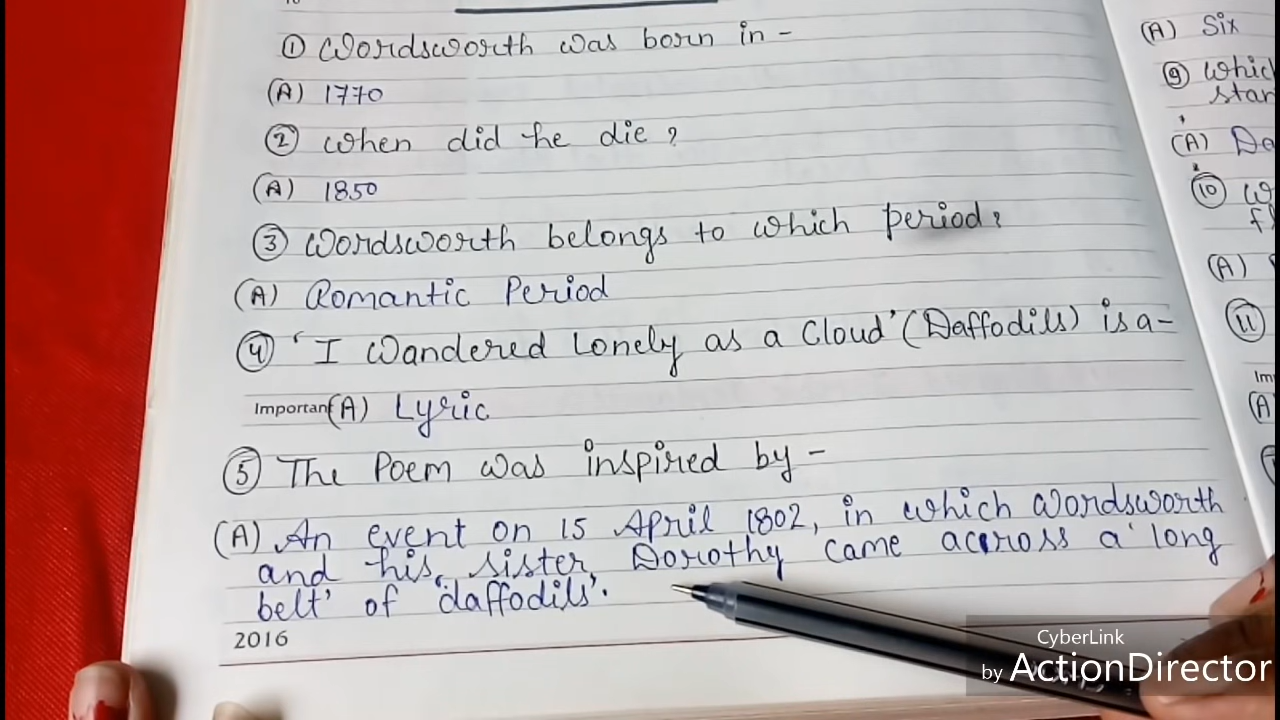 ① Wordsworth was born in -
(A) 1770
② When did he die ?
(A) 1850
③ Wordsworth belongs to which period?
(A) Romantic Period
④ 'I Wandered Lonely as a Cloud' (Daffodils) is a-
Important (A) Lyric
⑤ The Poem was inspired by -
(A) An event on 15 April 1802, in which Wordsworth
and his sister Dorothy came across a 'long
belt' of 'daffodils'.
2016
(A) Six
⑨
(A)
⑩
(A)
⑪
(A
CyberLink
by ActionDirector